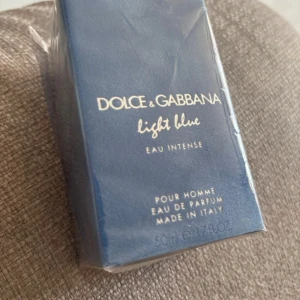 DOLCE & GABBANA
light blue
EAU INTENSE
POUR HOMME
EAU DE PARFUM
MADE IN ITALY